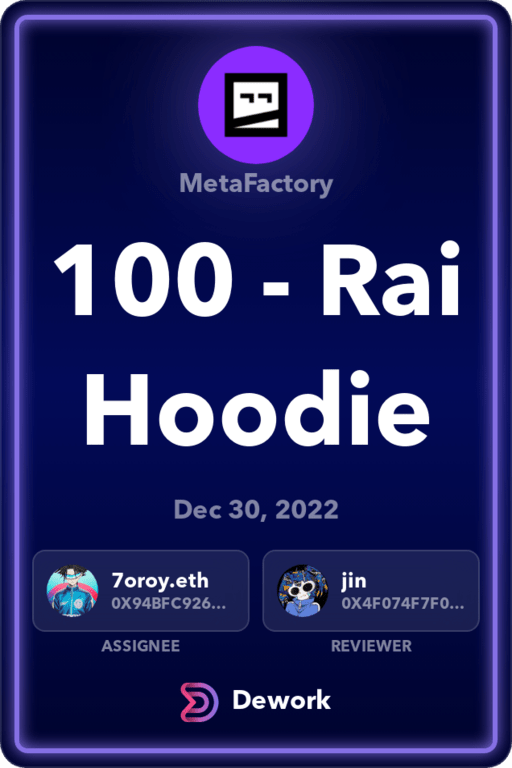 MetaFactory
100 - Rai
Hoodie
Dec 30, 2022
7oroy.eth
0X94BFC926...
ASSIGNEE
jin
0X4F074F7F0...
REVIEWER
Dework